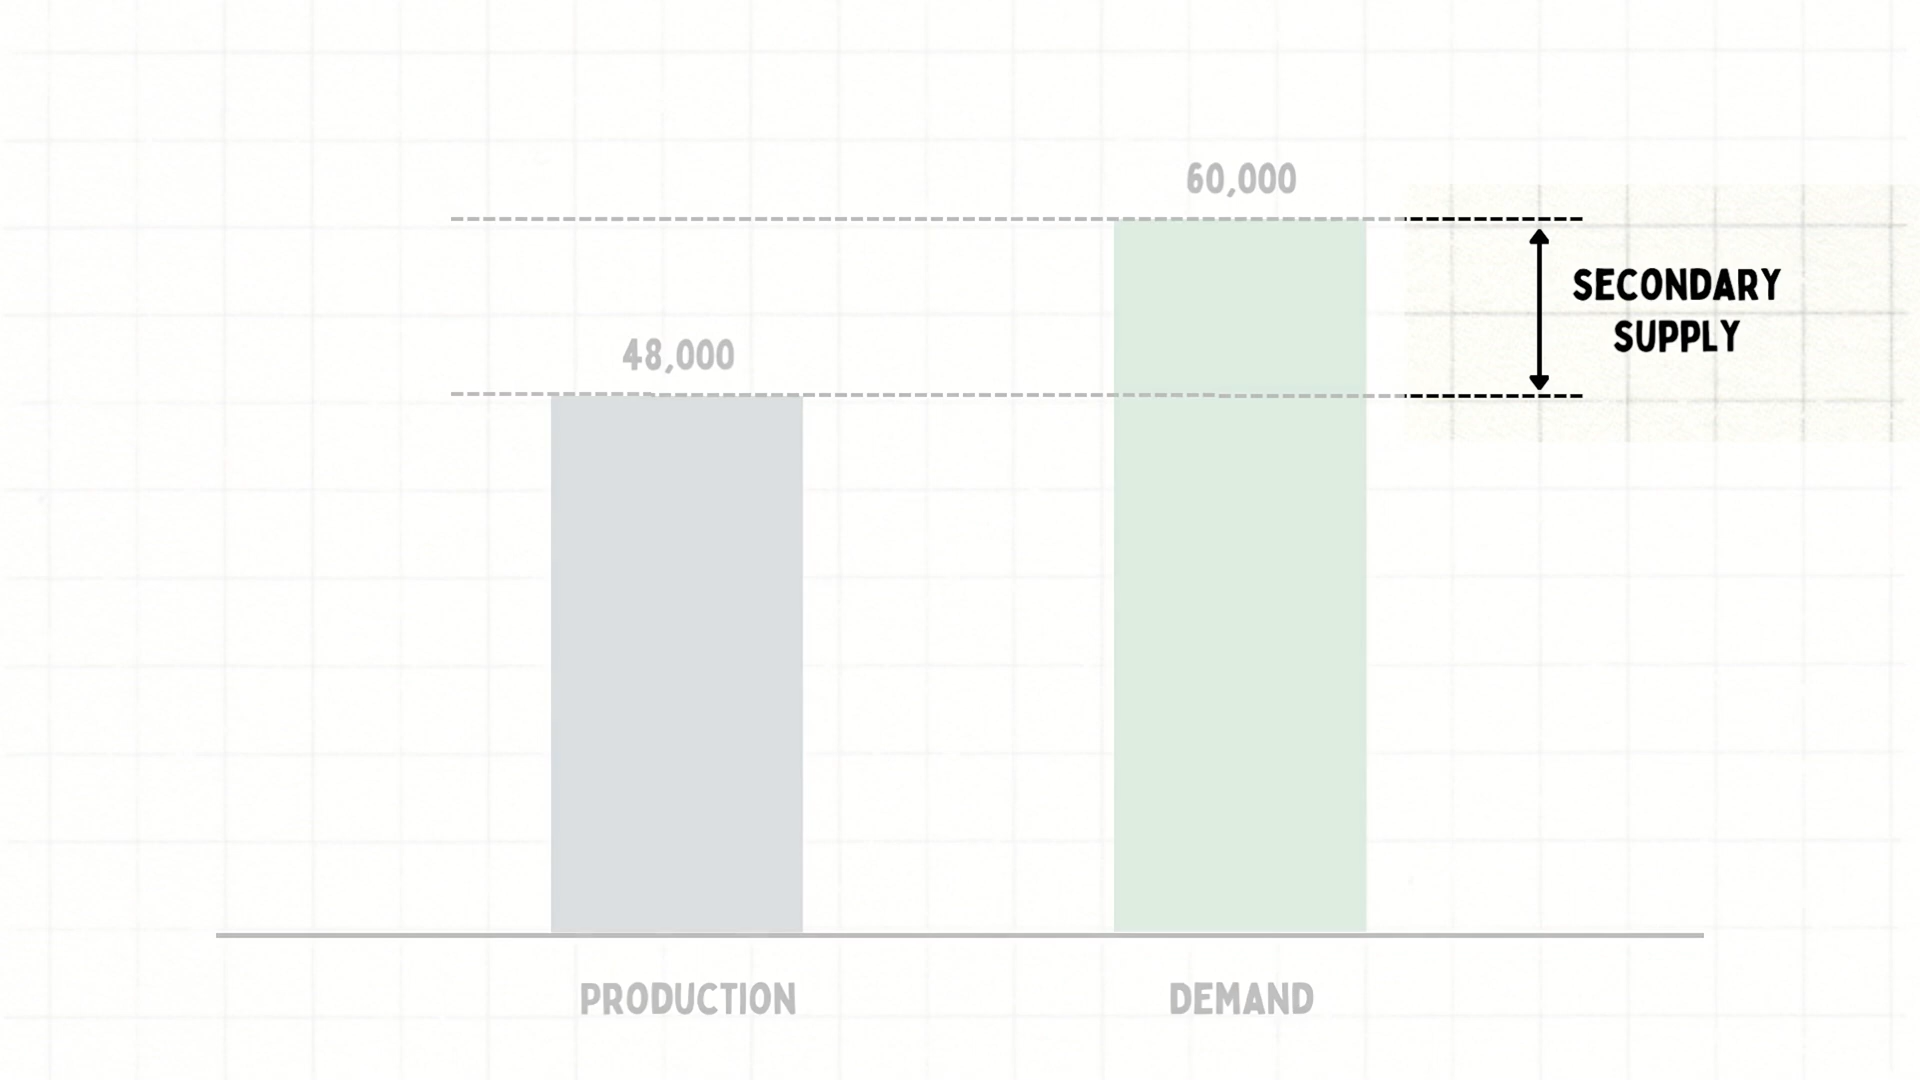 60,000
SECONDARY
SUPPLY
48,000
PRODUCTION
DEMAND